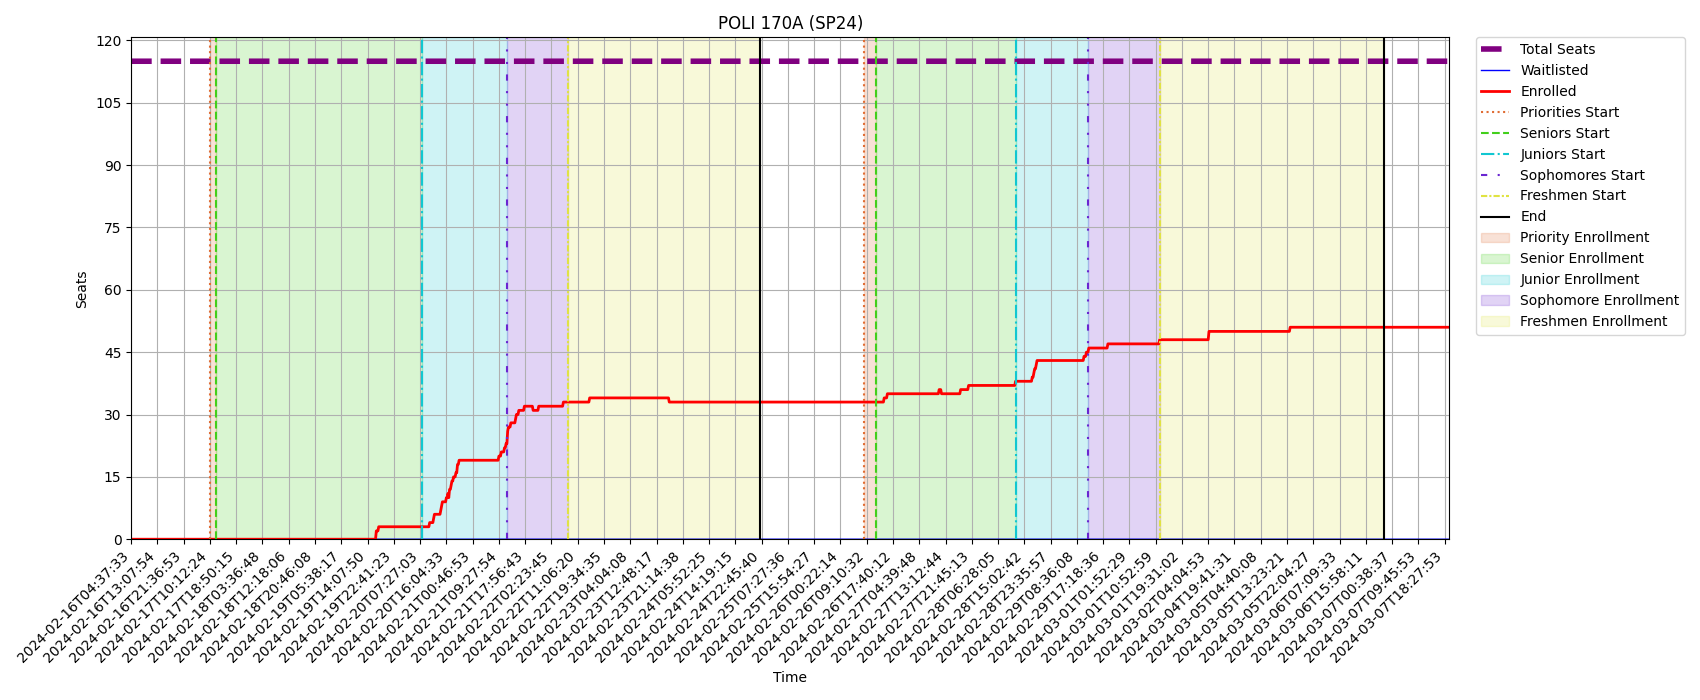 POLI 170A (SP24)
120
105
90
75
60
45
30
15
0
Seats
2024-02-16T04:37:33
2024-02-16T13:07:54
2024-02-16T21:36:53
2024-02-17T10:12:24
2024-02-17T18:50:15
2024-02-18T03:36:48
2024-02-18T12:18:06
2024-02-18T20:46:08
2024-02-19T05:38:17
2024-02-19T14:07:50
2024-02-19T22:41:23
2024-02-20T07:27:03
2024-02-20T16:04:33
2024-02-21T00:46:53
2024-02-21T09:27:54
2024-02-21T17:56:43
2024-02-22T02:23:45
2024-02-22T11:06:20
2024-02-22T19:34:35
2024-02-23T04:04:08
2024-02-23T12:48:17
2024-02-23T21:14:38
2024-02-24T05:52:25
2024-02-24T14:19:15
2024-02-24T22:45:40
2024-02-25T07:27:36
2024-02-25T15:54:27
2024-02-26T00:22:14
2024-02-26T09:10:32
2024-02-26T17:40:12
2024-02-27T04:39:48
2024-02-27T13:12:44
2024-02-27T21:45:13
2024-02-28T06:28:05
2024-02-28T15:02:42
2024-02-28T23:35:57
2024-02-29T08:36:08
2024-02-29T17:18:36
2024-03-01T01:52:29
2024-03-01T10:52:59
2024-03-01T19:31:02
2024-03-02T04:04:53
2024-03-04T19:41:31
2024-03-05T04:40:08
2024-03-05T13:23:21
2024-03-05T22:04:27
2024-03-06T07:09:33
2024-03-06T15:58:11
2024-03-07T00:38:37
2024-03-07T09:45:53
2024-03-07T18:27:53
Time
Total Seats
Waitlisted
Enrolled
Priorities Start
Seniors Start
Juniors Start
Sophomores Start
Freshmen Start
End
Priority Enrollment
Senior Enrollment
Junior Enrollment
Sophomore Enrollment
Freshmen Enrollment